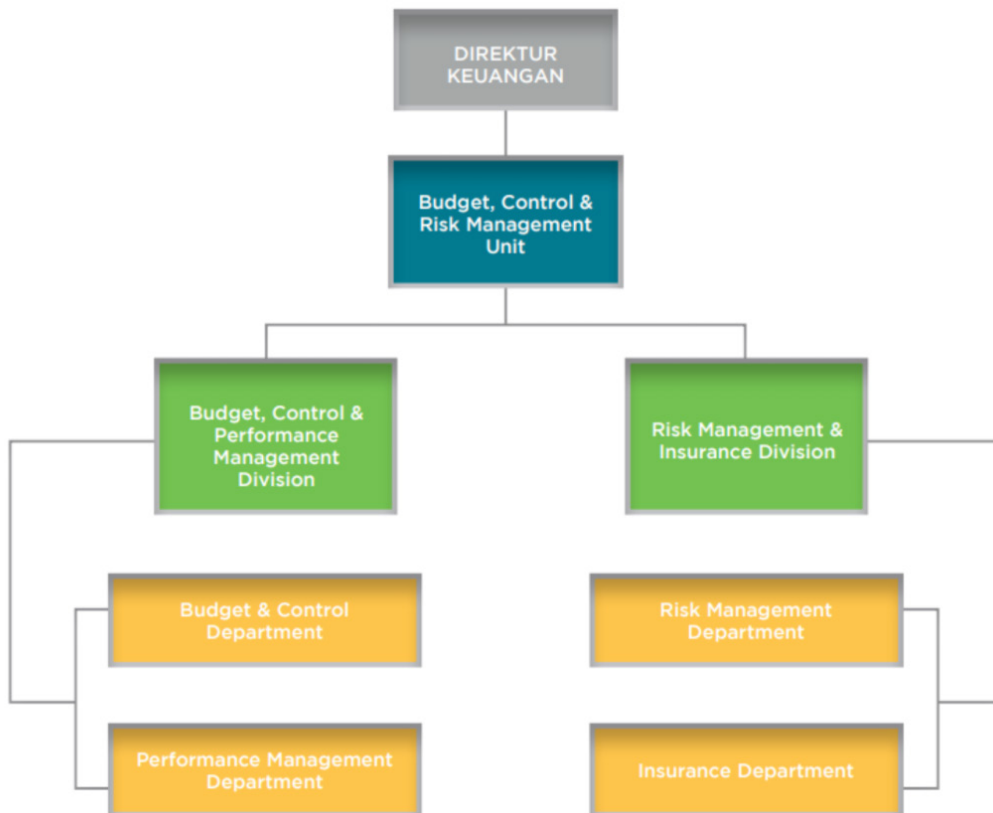 DIREKTUR
KEUANGAN
Budget, Control &
Risk Management
Unit
Budget, Control &
Performance
Management
Division
Risk Management &
Insurance Division
Budget & Control
Department
Risk Management
Department
Performance Management
Department
Insurance Department